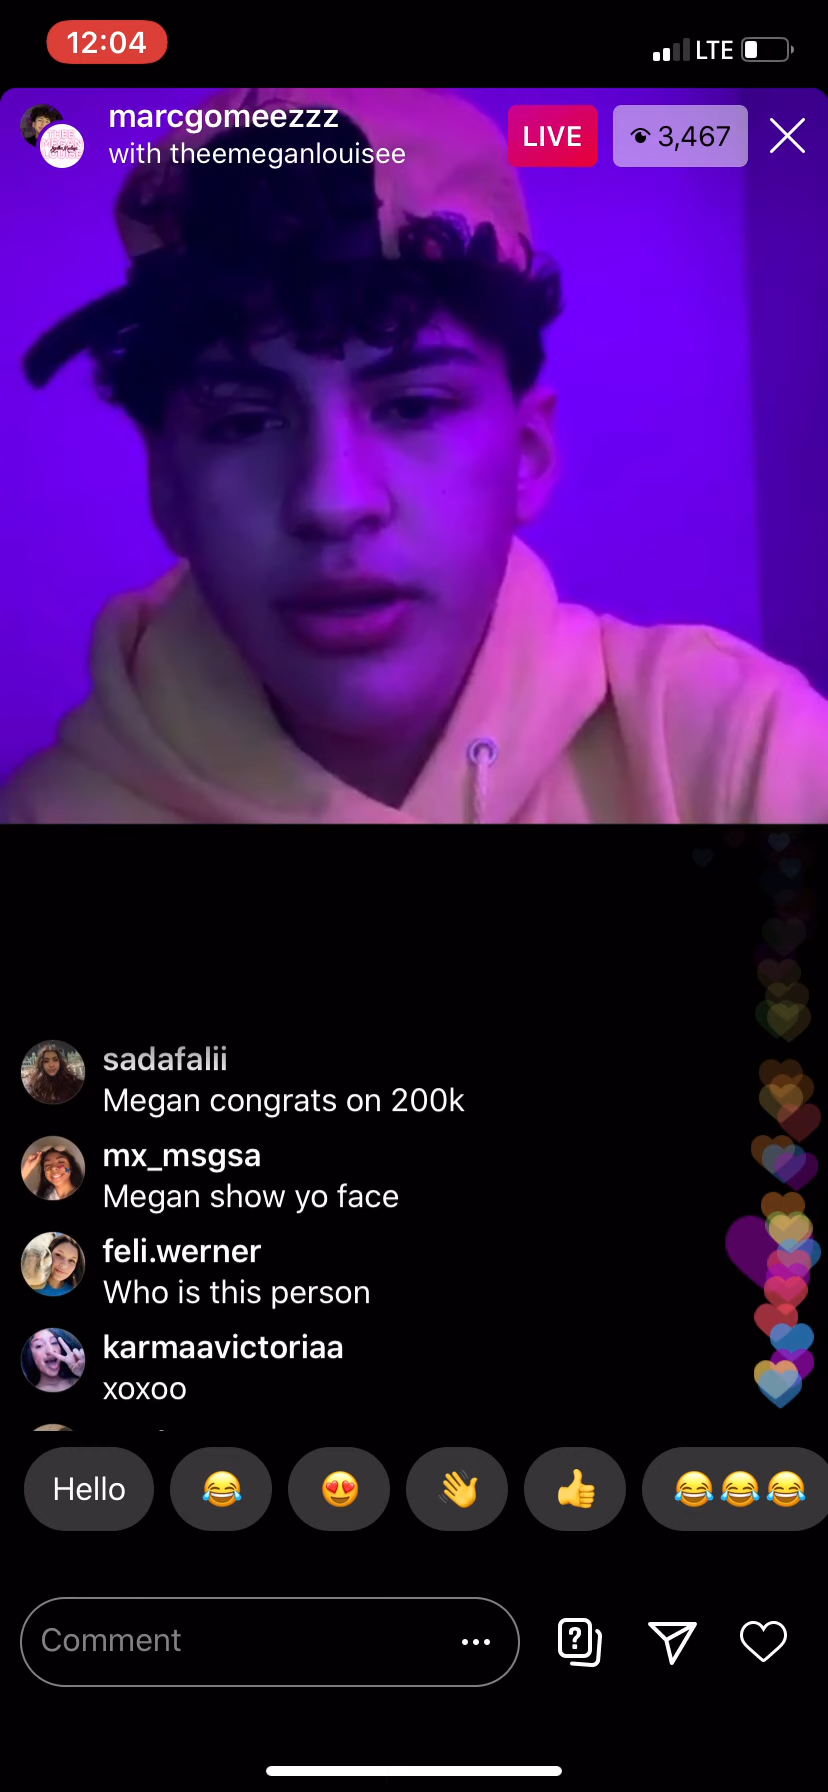 12:04
LTE
marcgomeezzz
with theemeganlouisee
LIVE
3,467
sadafalii
Megan congrats on 200k
mx_msgsa
Megan show yo face
feli.werner
Who is this person
karmaavictoriaa
xoxoo
Hello
Comment